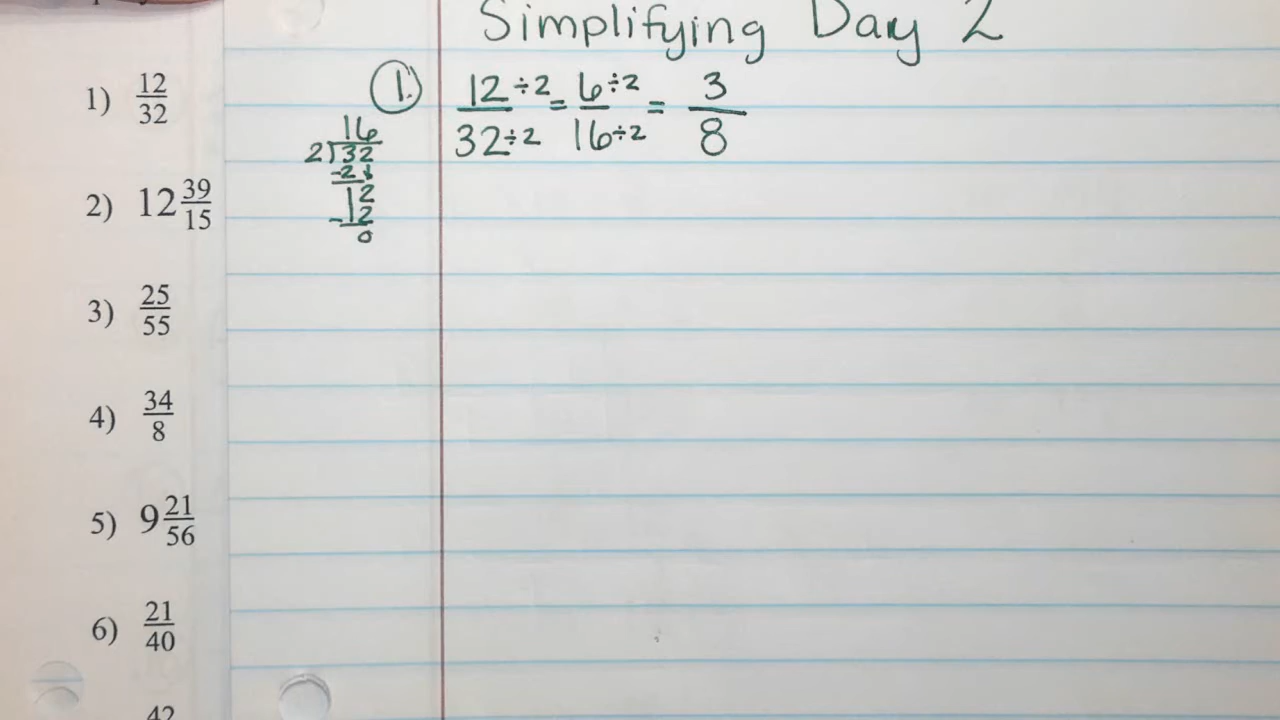 Simplifying Day 2
1) 12/32
2) 12 39/15
3) 25/55
4) 34/8
5) 9 21/56
6) 21/40
42
1. 12÷2/32÷2 = 6÷2/16÷2 = 3/8
16
2)32
-2↓
12
-12
0